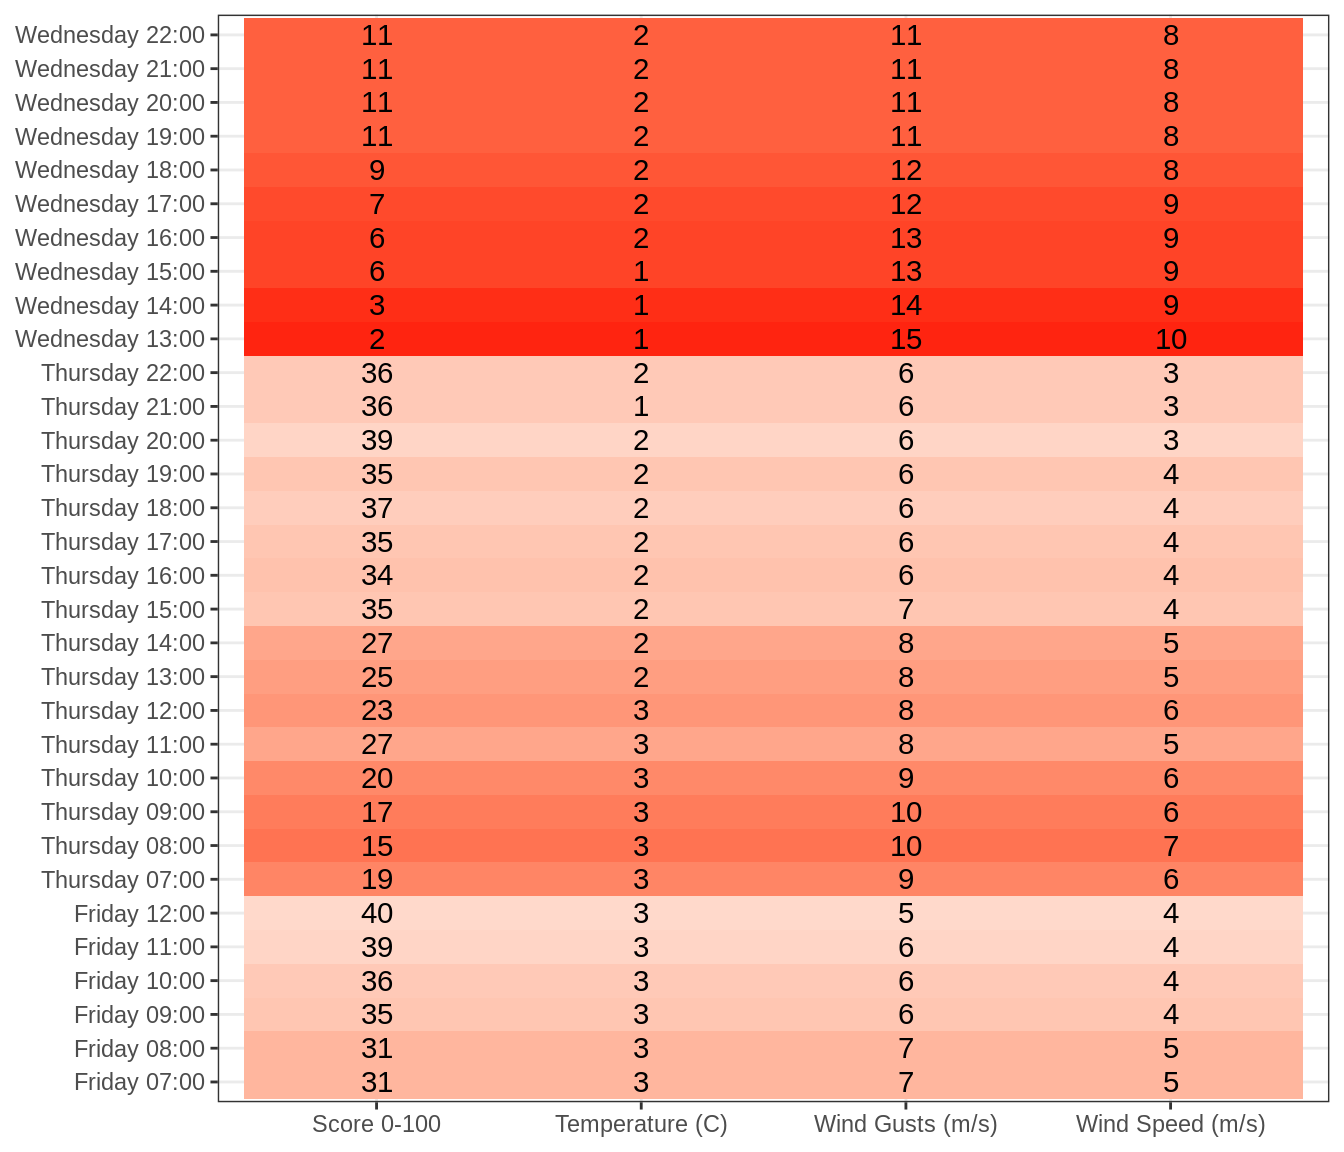 Wednesday 22:00 11 2 11 8
Wednesday 21:00 11 2 11 8
Wednesday 20:00 11 2 11 8
Wednesday 19:00 11 2 11 8
Wednesday 18:00 9 2 12 8
Wednesday 17:00 7 2 12 9
Wednesday 16:00 6 2 13 9
Wednesday 15:00 6 1 13 9
Wednesday 14:00 3 1 14 9
Wednesday 13:00 2 1 15 10
Thursday 22:00 36 2 6 3
Thursday 21:00 36 1 6 3
Thursday 20:00 39 2 6 3
Thursday 19:00 35 2 6 4
Thursday 18:00 37 2 6 4
Thursday 17:00 35 2 6 4
Thursday 16:00 34 2 6 4
Thursday 15:00 35 2 7 4
Thursday 14:00 27 2 8 5
Thursday 13:00 25 2 8 5
Thursday 12:00 23 3 8 6
Thursday 11:00 27 3 8 5
Thursday 10:00 20 3 9 6
Thursday 09:00 17 3 10 6
Thursday 08:00 15 3 10 7
Thursday 07:00 19 3 9 6
Friday 12:00 40 3 5 4
Friday 11:00 39 3 6 4
Friday 10:00 36 3 6 4
Friday 09:00 35 3 6 4
Friday 08:00 31 3 7 5
Friday 07:00 31 3 7 5
Score 0-100 Temperature (C) Wind Gusts (m/s) Wind Speed (m/s)